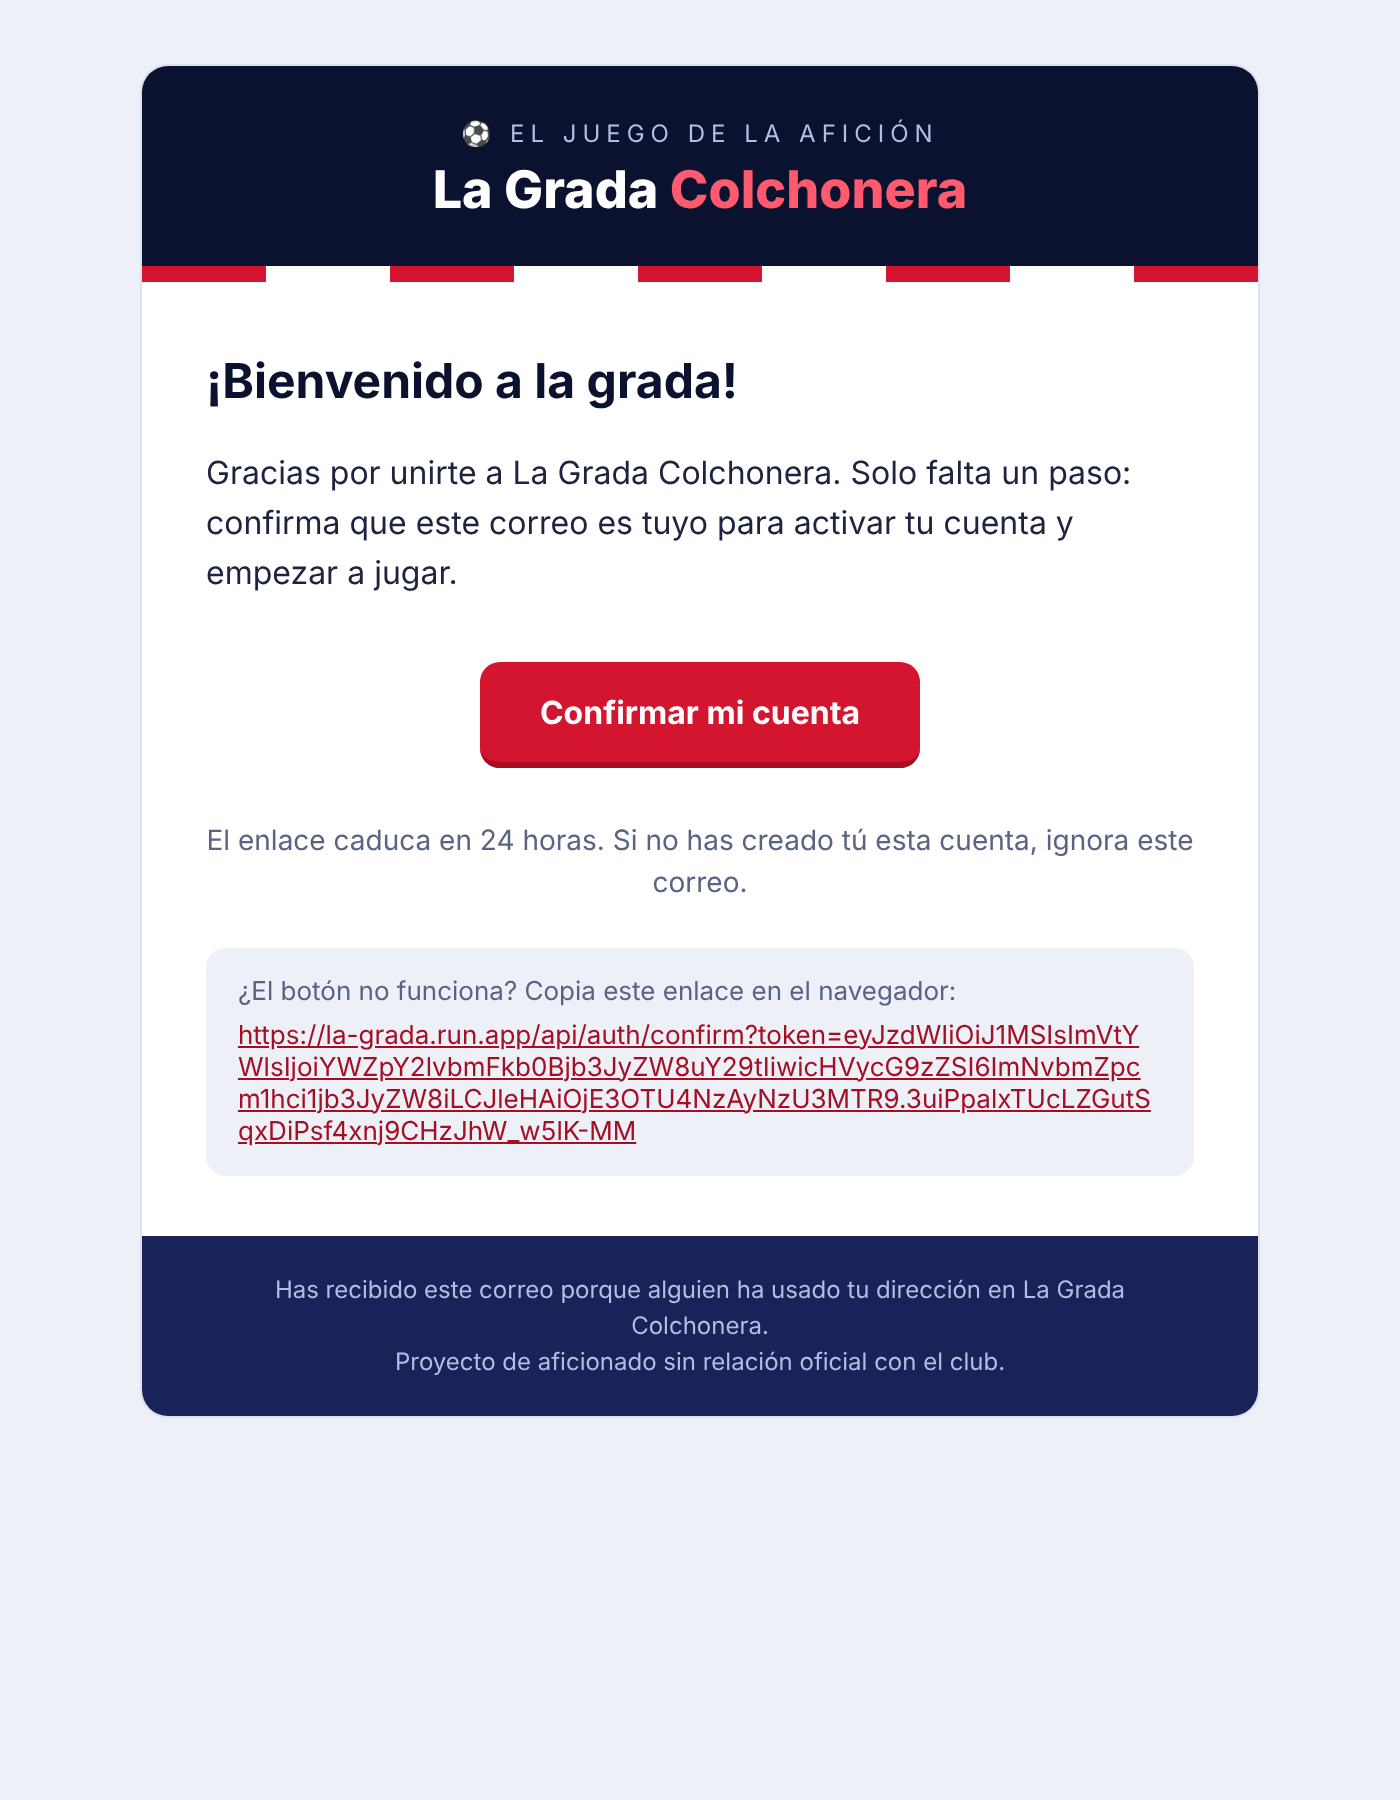 ⚽ EL JUEGO DE LA AFICIÓN
La Grada Colchonera
¡Bienvenido a la grada!
Gracias por unirte a La Grada Colchonera. Solo falta un paso:
confirma que este correo es tuyo para activar tu cuenta y
empezar a jugar.
Confirmar mi cuenta
El enlace caduca en 24 horas. Si no has creado tú esta cuenta, ignora este
correo.
¿El botón no funciona? Copia este enlace en el navegador:
https://la-grada.run.app/api/auth/confirm?token=eyJzdWIiOiJ1MSIsImVtY
WlsIjoiYWZpY2lvbmFkb0Bjb3JyZW8uY29tIiwicHVycG9zZSI6ImNvbmZpc
m1hci1jb3JyZW8iLCJleHAiOjE3OTU4NzAyNzU3MTR9.3uiPpaIxTUcLZGutS
qxDiPsf4xnj9CHzJhW_w5lK-MM
Has recibido este correo porque alguien ha usado tu dirección en La Grada
Colchonera.
Proyecto de aficionado sin relación oficial con el club.